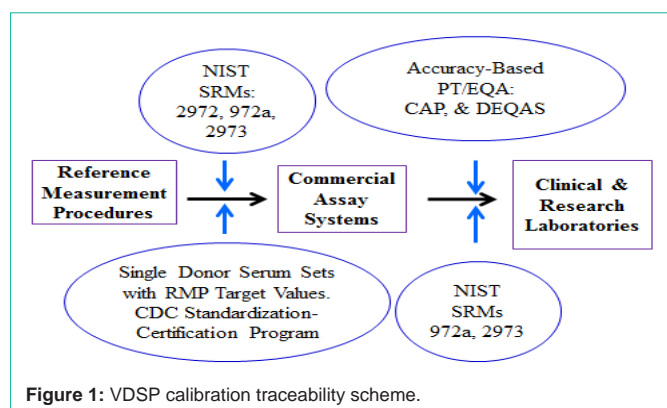 NIST
SRMs:
2972, 972a,
2973
Accuracy-Based
PT/EQA:
CAP, & DEQAS
Reference
Measurement
Procedures
Commercial
Assay
Systems
Clinical &
Research
Laboratories
Single Donor Serum Sets
with RMP Target Values.
CDC Standardization-
Certification Program
NIST
SRMs
972a, 2973
Figure 1: VDSP calibration traceability scheme.